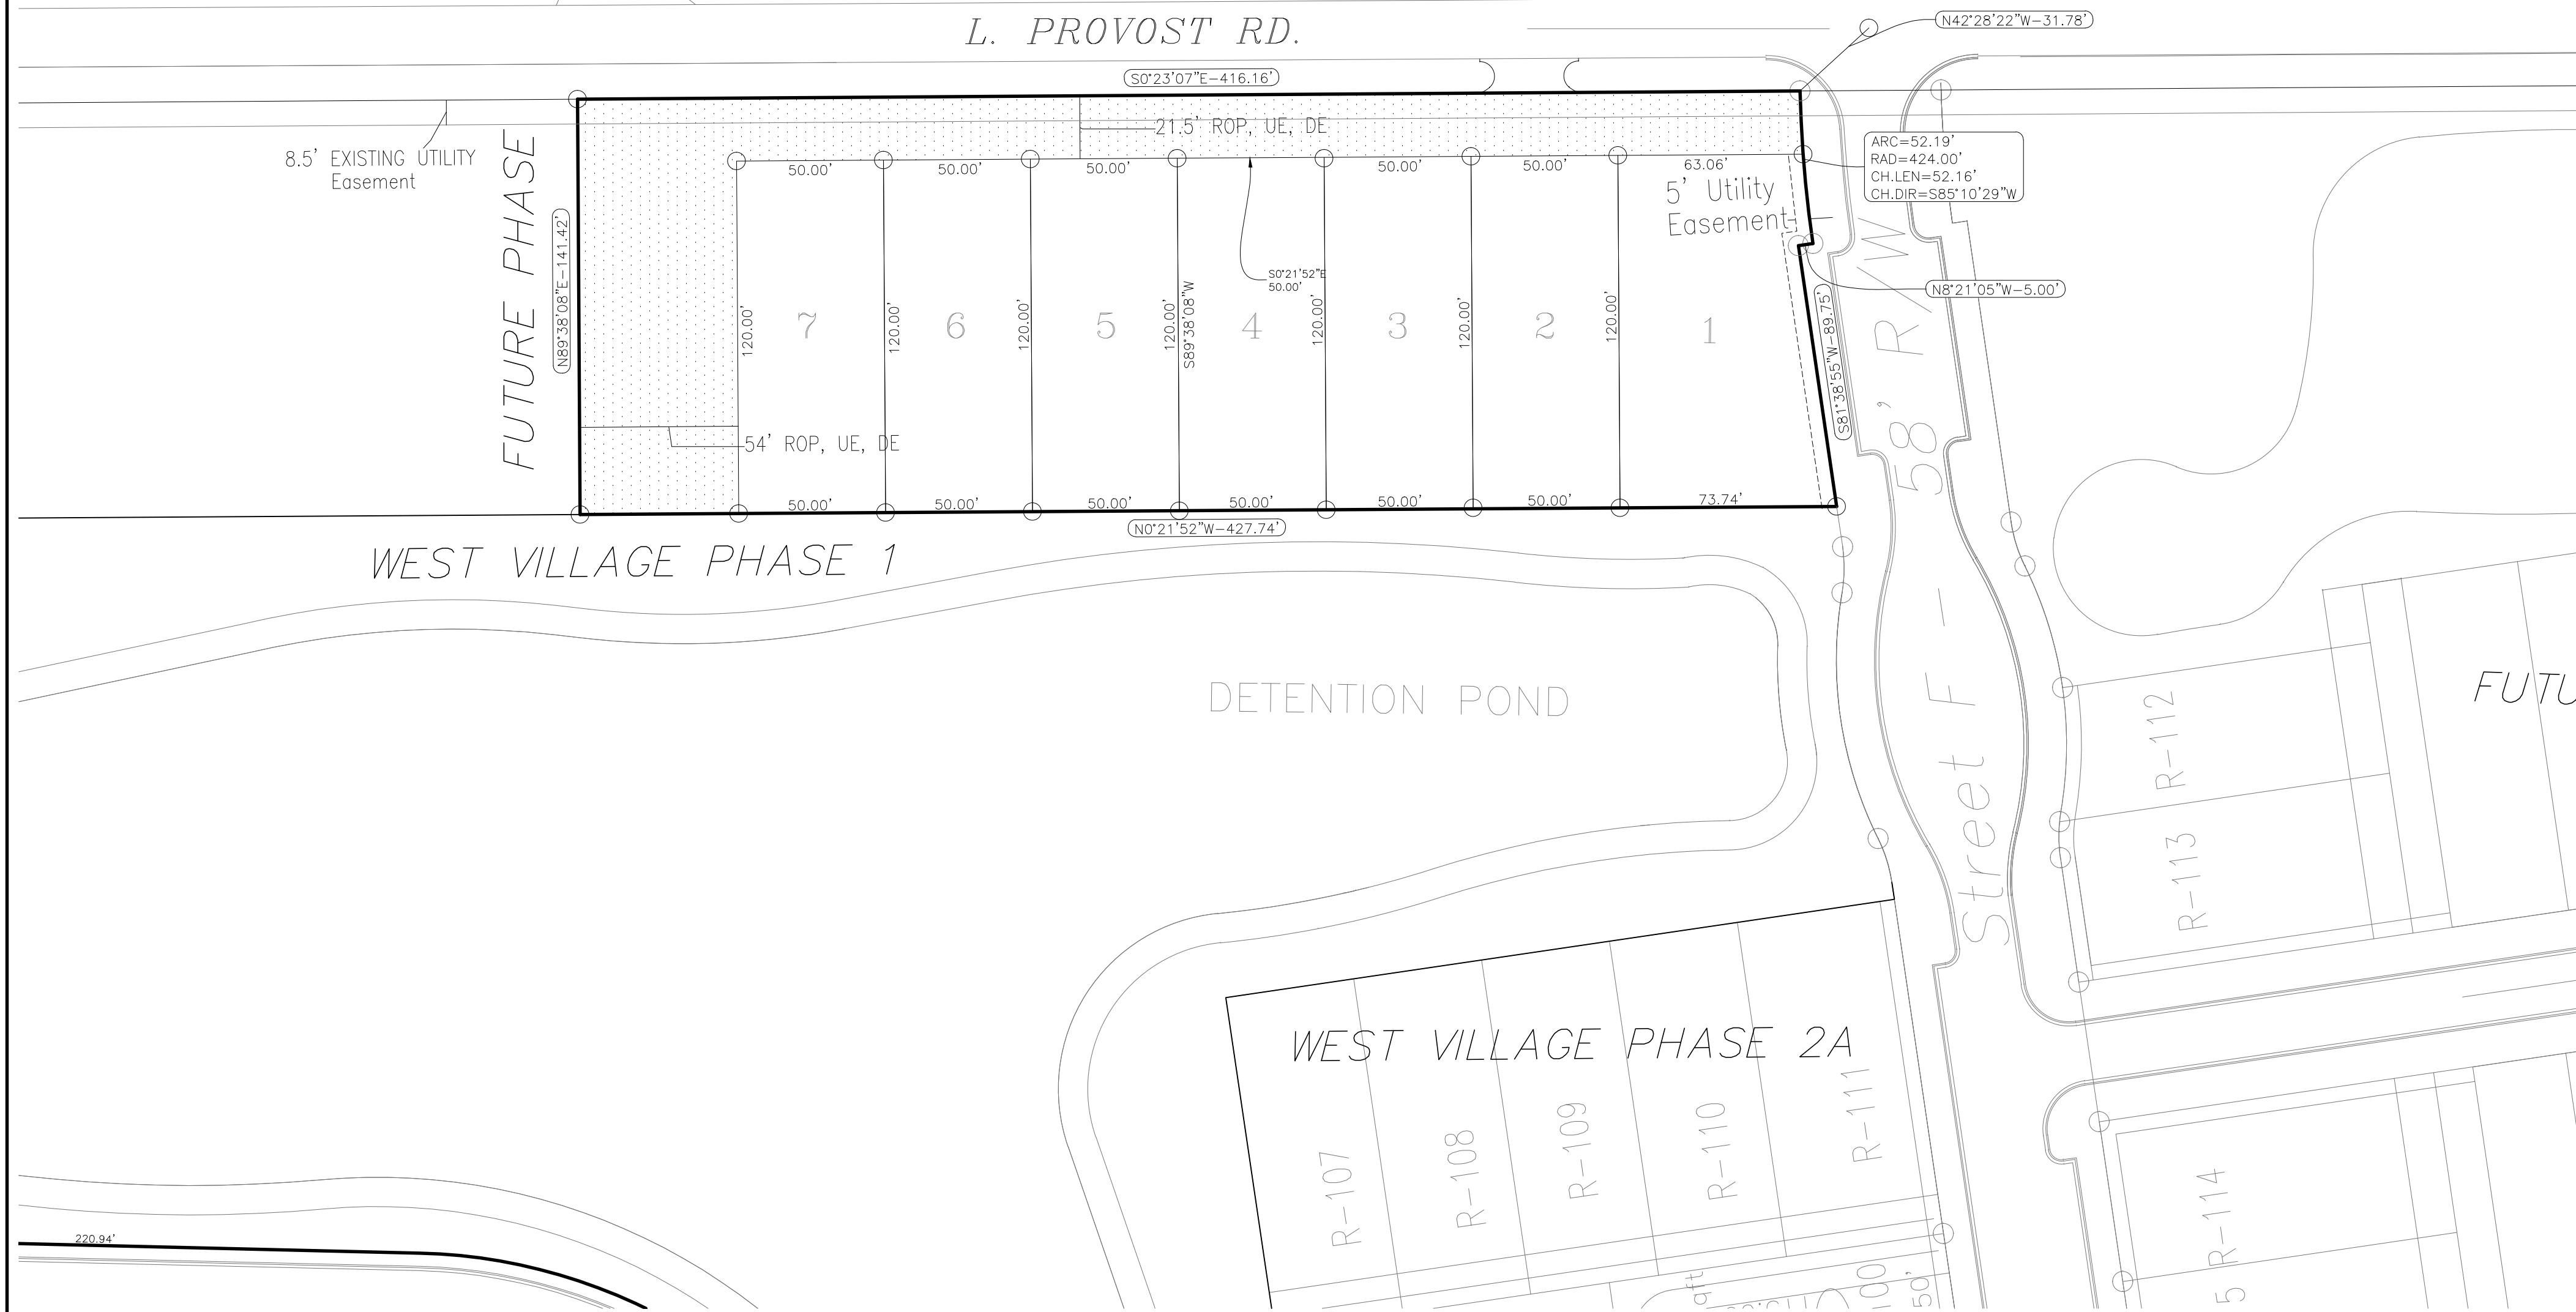 L. PROVOST RD.
N42°28'22"W-31.78'
S0°23'07"E-416.16'
8.5' EXISTING UTILITY
Easement
FUTURE PHASE
N89°38'08"E-141.42'
21.5' ROP, UE, DE
ARC=52.19'
RAD=424.00'
CH.LEN=52.16'
CH.DIR=S85°10'29"W
50.00'
50.00'
50.00'
50.00'
50.00'
63.06'
5' Utility
Easement
S0°21'52"E
50.00'
N8°21'05"W-5.00'
S81°38'55"W-89.75'
120.00'
7
120.00'
6
120.00'
5
120.00'
S89°38'08"W
4
120.00'
3
120.00'
2
120.00'
1
54' ROP, UE, DE
50.00'
50.00'
50.00'
50.00'
50.00'
50.00'
73.74'
N0°21'52"W-427.74'
WEST VILLAGE PHASE 1
Street F - 58' R/W
DETENTION POND
FUTU
R-112
R-113
WEST VILLAGE PHASE 2A
R-107
R-108
R-109
R-110
R-111
R-114
220.94'